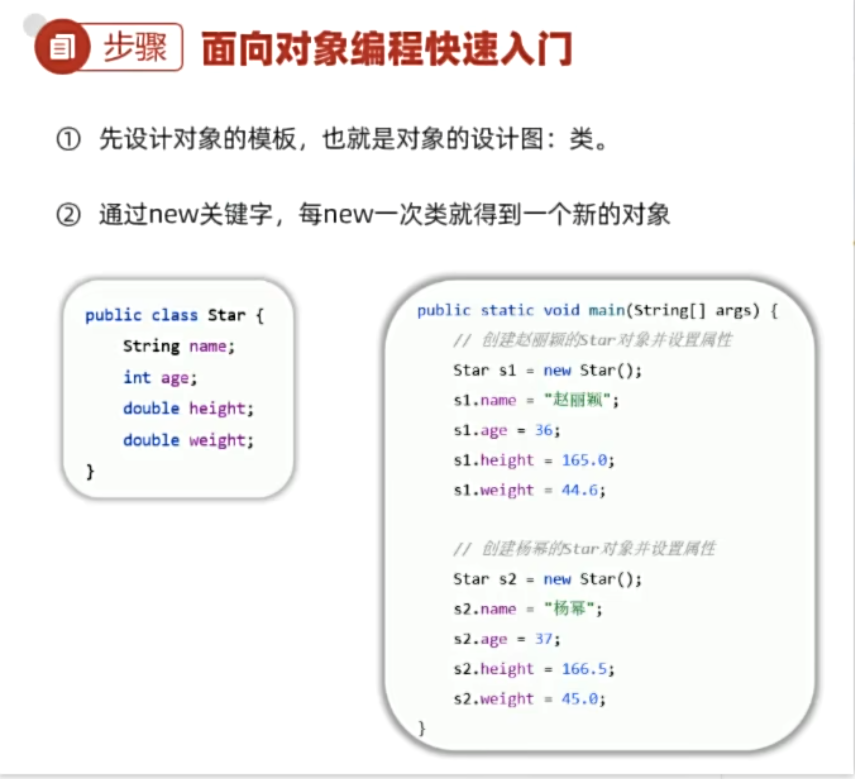 步骤 面向对象编程快速入门
① 先设计对象的模板，也就是对象的设计图：类。
② 通过new关键字，每new一次类就得到一个新的对象
public class Star {
String name;
int age;
double height;
double weight;
}
public static void main(String[] args) {
// 创建赵丽颖的Star对象并设置属性
Star s1 = new Star();
s1.name = "赵丽颖";
s1.age = 36;
s1.height = 165.0;
s1.weight = 44.6;
// 创建杨幂的Star对象并设置属性
Star s2 = new Star();
s2.name = "杨幂";
s2.age = 37;
s2.height = 166.5;
s2.weight = 45.0;
}